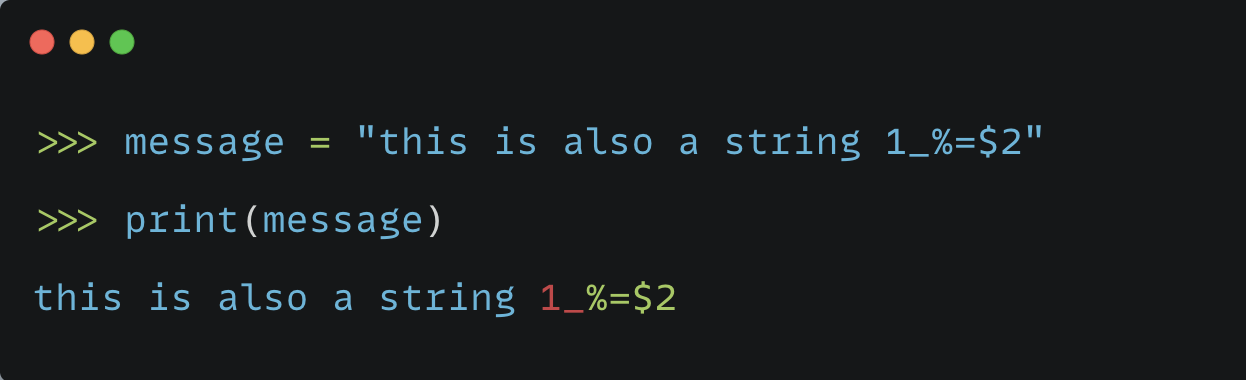 >>> message = "this is also a string 1_%=$2"
>>> print(message)
this is also a string 1_%=$2